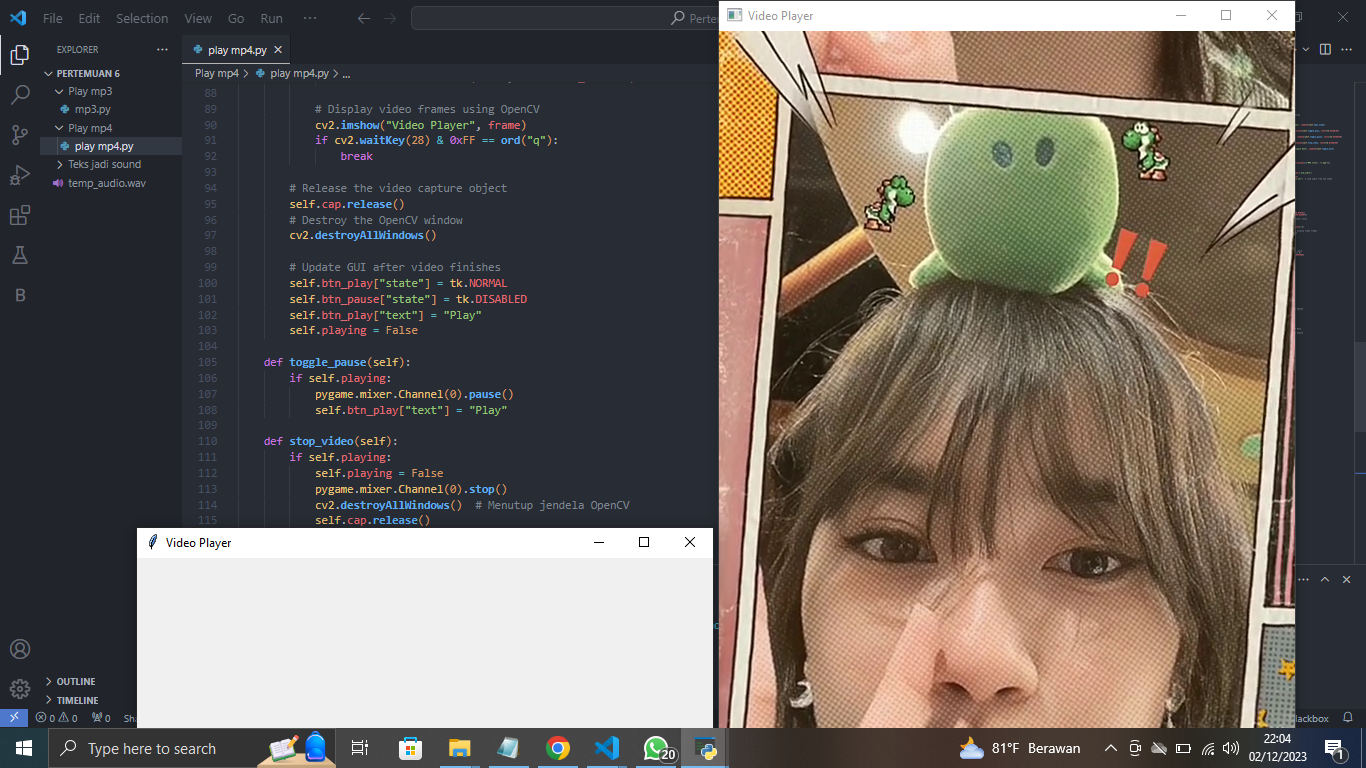 File Edit Selection View Go Run ···
Perte
Video Player
EXPLORER ···
PERTEMUAN 6
Play mp3
mp3.py
Play mp4
play mp4.py
Teks jadi sound
temp_audio.wav
OUTLINE
TIMELINE
play mp4.py
Play mp4 > play mp4.py > ...
88
89 # Display video frames using OpenCV
90 cv2.imshow("Video Player", frame)
91 if cv2.waitKey(28) & 0xFF == ord("q"):
92 break
93
94 # Release the video capture object
95 self.cap.release()
96 # Destroy the OpenCV window
97 cv2.destroyAllWindows()
98
99 # Update GUI after video finishes
100 self.btn_play["state"] = tk.NORMAL
101 self.btn_pause["state"] = tk.DISABLED
102 self.btn_play["text"] = "Play"
103 self.playing = False
104
105 def toggle_pause(self):
106 if self.playing:
107 pygame.mixer.Channel(0).pause()
108 self.btn_play["text"] = "Play"
109
110 def stop_video(self):
111 if self.playing:
112 self.playing = False
113 pygame.mixer.Channel(0).stop()
114 cv2.destroyAllWindows() # Menutup jendela OpenCV
115 self.cap.release()
!!
Video Player
0 0 0 Sh
lackbox
Type here to search
20
81°F Berawan
22:04
02/12/2023
1